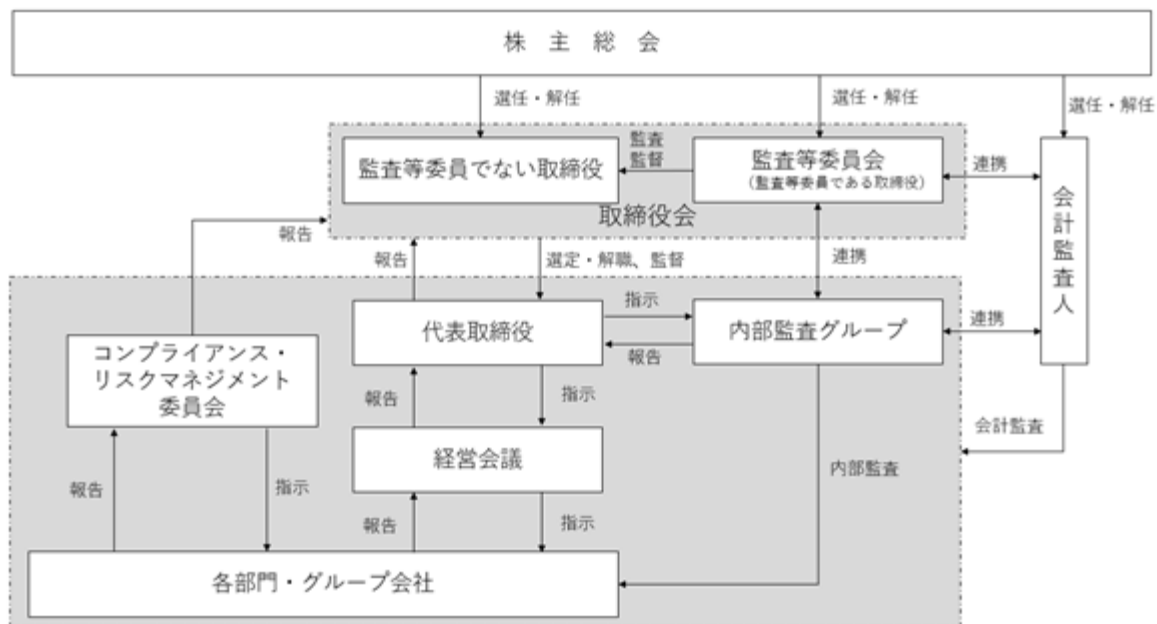 株主総会
選任・解任
選任・解任
選任・解任
監査等委員でない取締役
監査
監督
監査等委員会
（監査等委員である取締役）
連携
取締役会
会計監査人
報告
報告
選定・解職、監督
連携
代表取締役
指示
報告
内部監査グループ
連携
コンプライアンス・
リスクマネジメント
委員会
報告
指示
会計監査
経営会議
内部監査
報告
指示
報告
指示
各部門・グループ会社